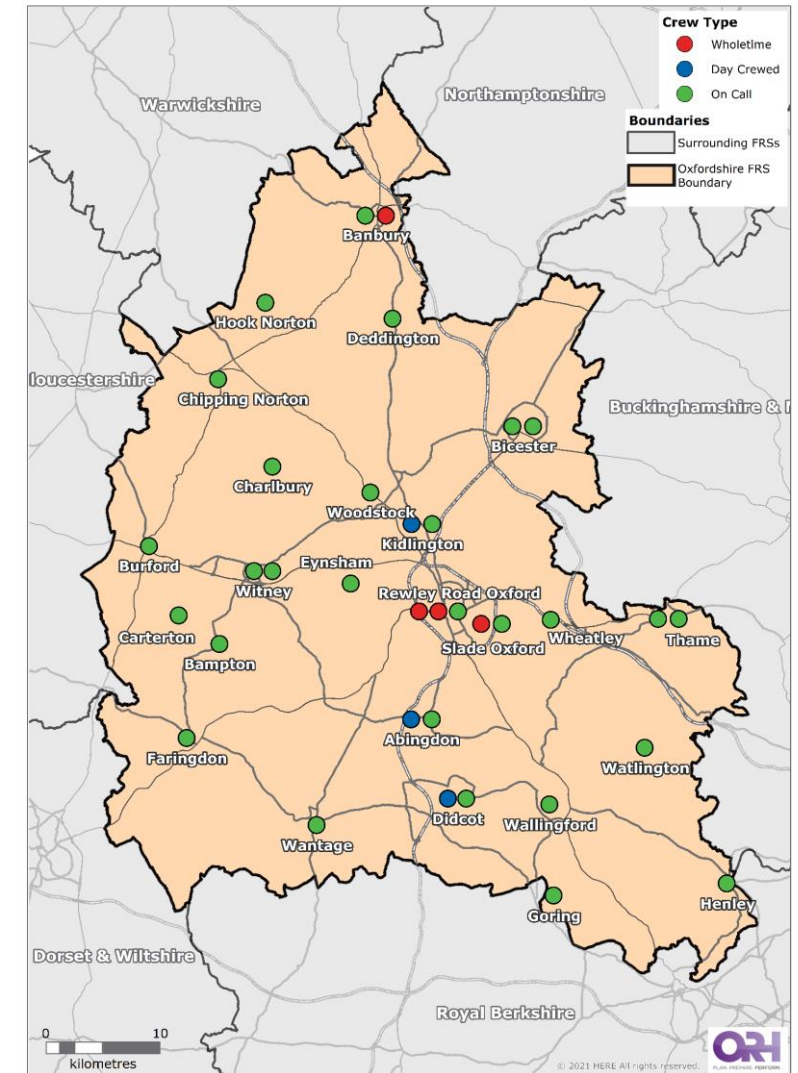 Crew Type
Wholetime
Day Crewed
On Call
Boundaries
Surrounding FRSs
Oxfordshire FRS
Boundary
Warwickshire
Northamptonshire
Banbury
Hook Norton
Deddington
loucestershire
Chipping Norton
Buckinghamshire &
Bicester
Charlbury
Woodstock
Kidlington
Burford
Witney
Eynsham
Rewley Road Oxford
Carterton
Slade Oxford
Wheatley
Thame
Bampton
Abingdon
Faringdon
Watlington
Didcot
Wallingford
Wantage
Goring
Henley
Dorset & Wiltshire
Royal Berkshire
0 10
kilometres
© 2021 HERE All rights reserved.
ORH
PLAN. PREPARE. PERFORM.